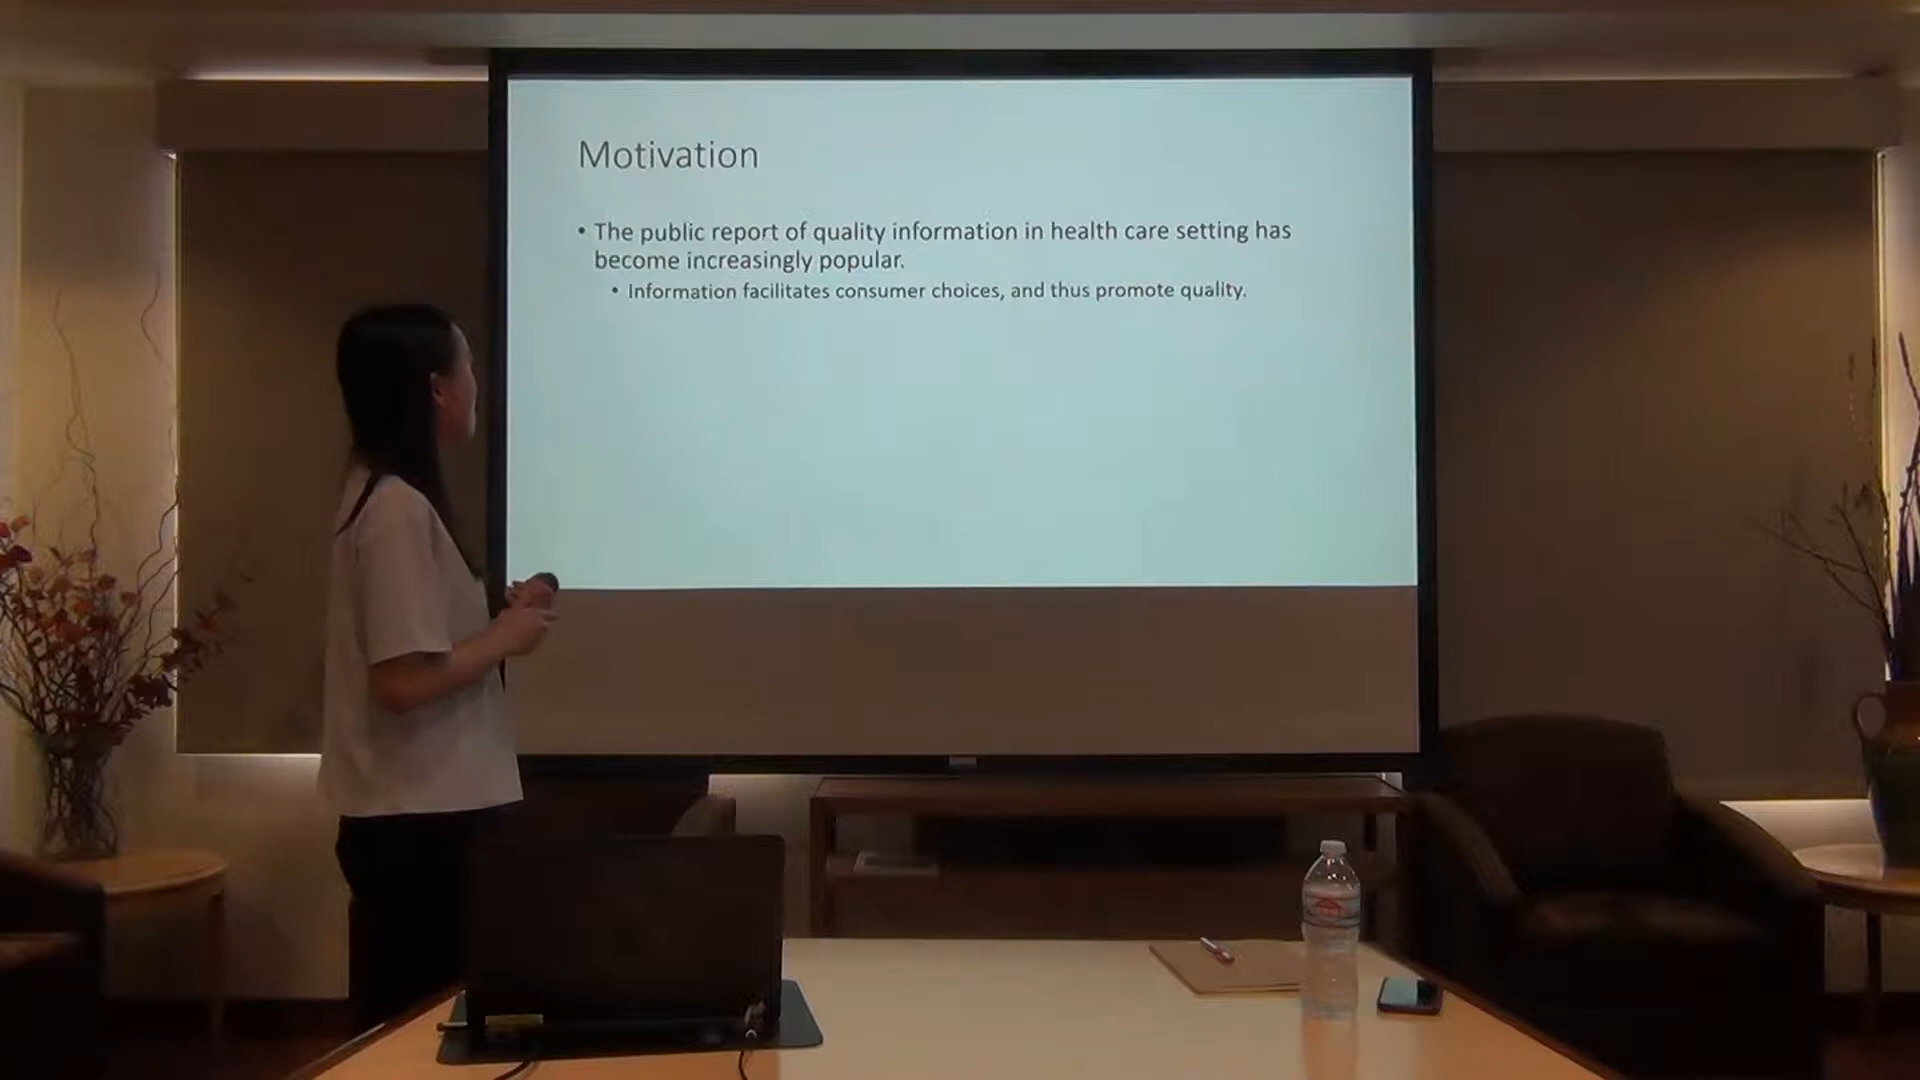 Motivation
• The public report of quality information in health care setting has
become increasingly popular.
• Information facilitates consumer choices, and thus promote quality.